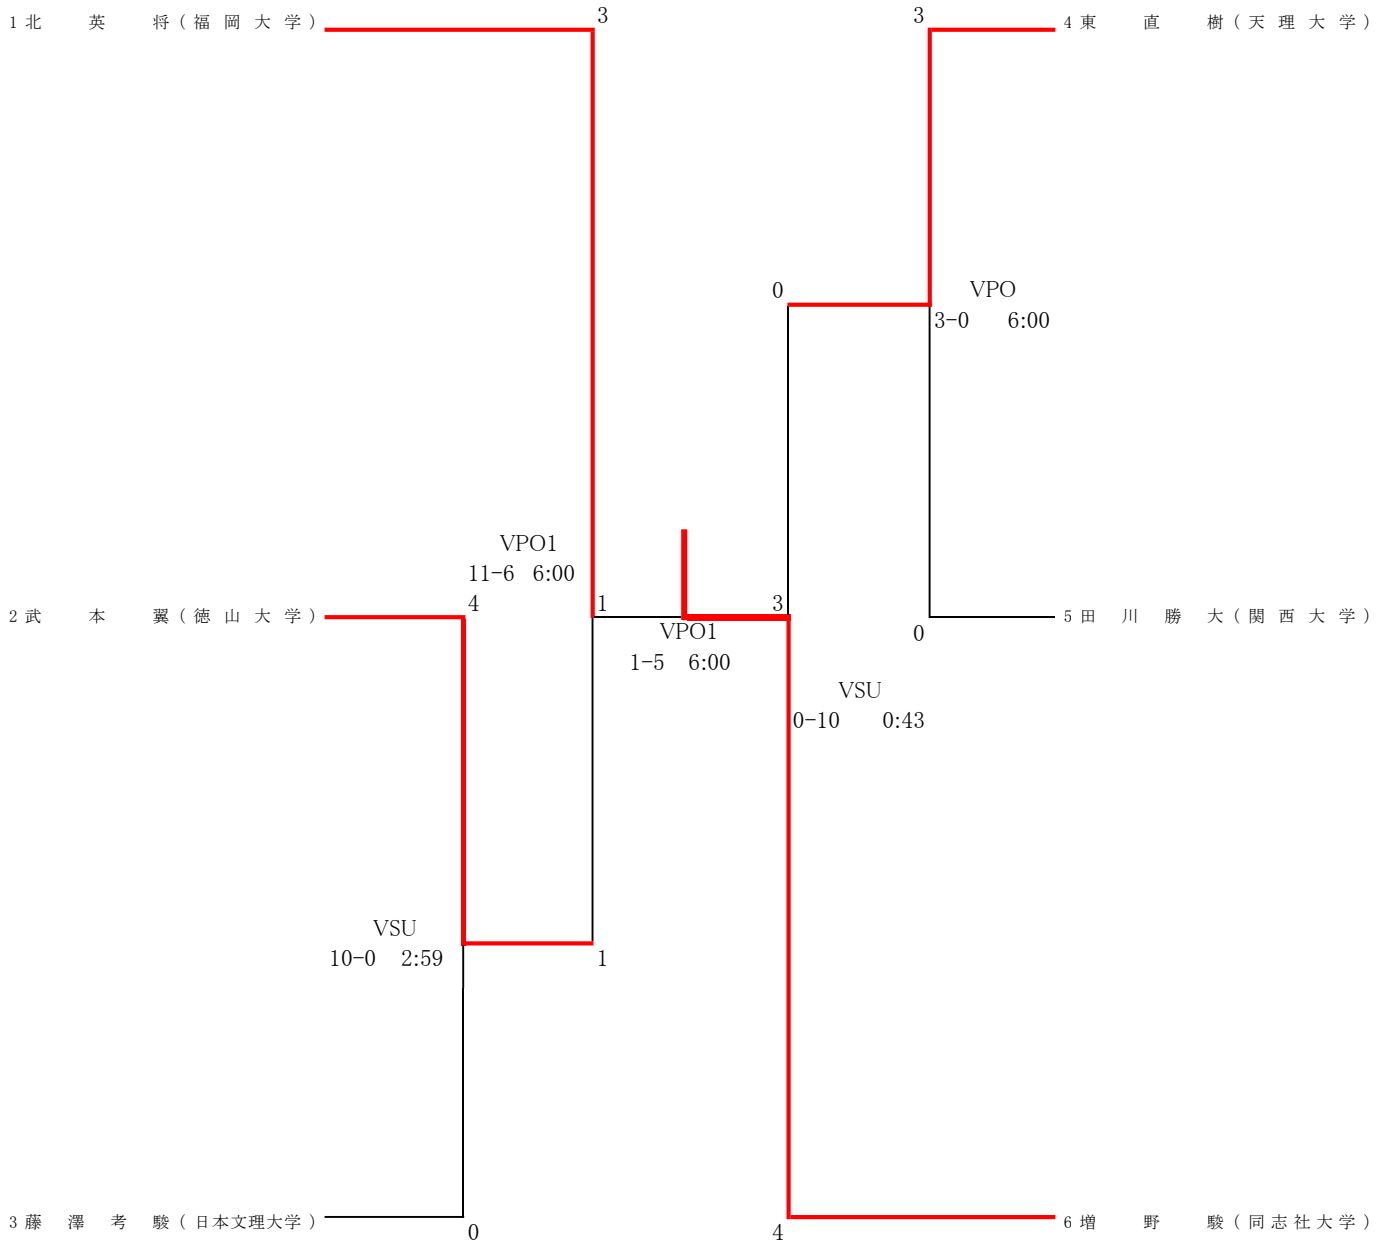 1 北 英 将 ( 福 岡 大 学 )
3
3
4 東 直 樹 ( 天 理 大 学 )
0
VPO
3-0 6:00
VPO1
11-6 6:00
2 武 本 翼 ( 徳 山 大 学 )
4
1
3
VPO1
1-5 6:00
0
5 田 川 勝 大 ( 関 西 大 学 )
VSU
0-10 0:43
VSU
10-0 2:59
1
3 藤 澤 考 駿 ( 日本文理大学 )
0
4
6 増 野 駿 ( 同 志 社 大 学 )